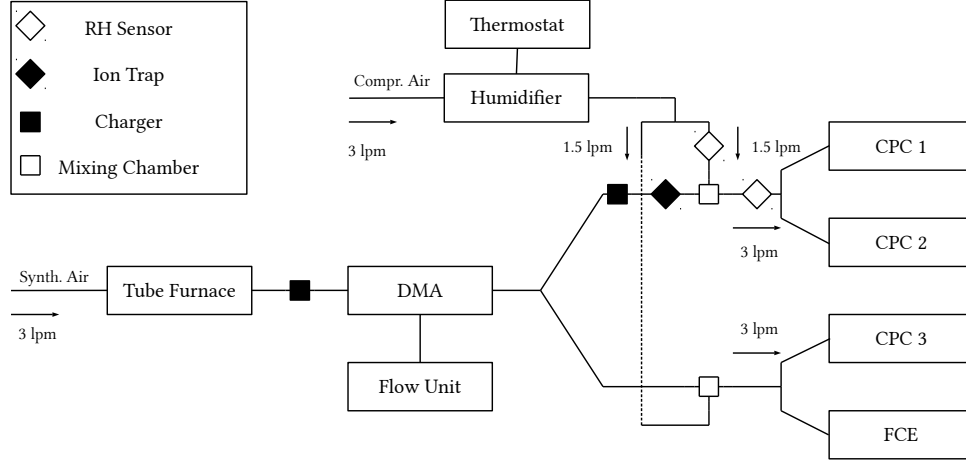 RH Sensor
Ion Trap
Charger
Mixing Chamber
Thermostat
Compr. Air
Humidifier
3 lpm
1.5 lpm
1.5 lpm
CPC 1
CPC 2
3 lpm
Synth. Air
Tube Furnace
DMA
3 lpm
3 lpm
CPC 3
Flow Unit
FCE